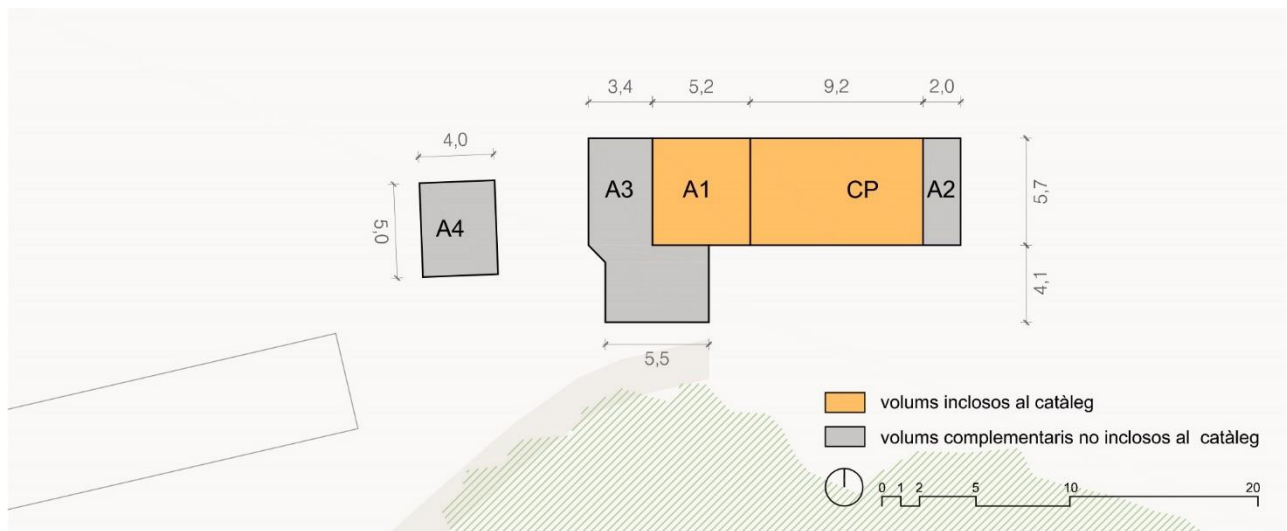 3,4 5,2 9,2 2,0
4,0
A3 A1 CP A2
5,7
5,0
A4
4,1
5,5
volums inclosos al catàleg
volums complementaris no inclosos al catàleg
0 1 2 5 10 20